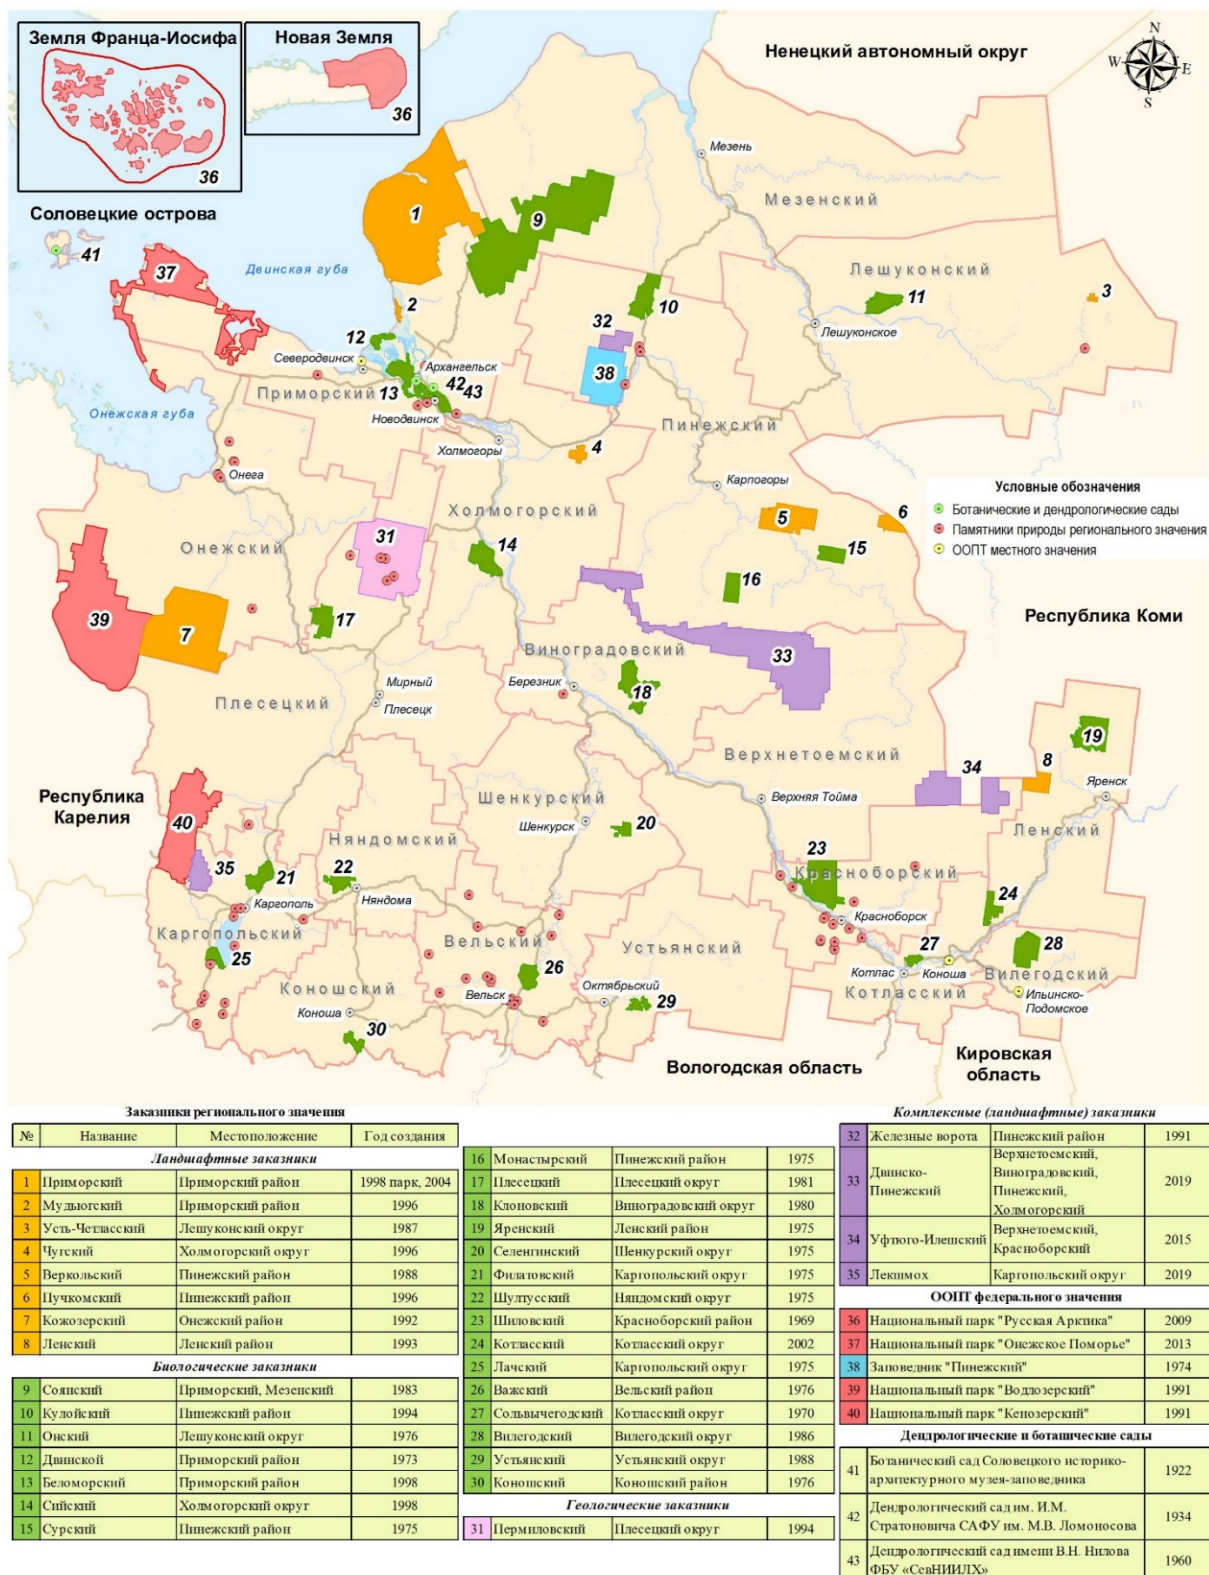 Земля Франца-Иосифа
36
Новая Земля
36
Ненецкий автономный округ
N
W E
S
Мезень
Мезенский
Соловецкие острова
41
37
Двинская губа
1
9
Лешуконский
11
3
10
2
32
12
Лешуконское
Северодвинск
Архангельск
38
13
42
43
Приморский
Новодвинск
Онежская губа
Пинежский
Холмогоры
4
Онега
Карпогоры
Условные обозначения
Ботанические и дендрологические сады
Памятники природы регионального значения
ООПТ местного значения
Холмогорский
5
6
31
Онежский
14
15
16
39
7
17
Республика Коми
Виноградовский
33
Березник
18
Мирный
Плесецк
Плесецкий
19
Верхнетоемский
34
8
Яренск
Республика
Карелия
Шенкурский
Верхняя Тойма
40
Шенкурск
20
Ленский
Няндомский
23
35
21
22
Красноборский
24
Каргополь
Няндома
Красноборск
Каргопольский
Вельский
Устьянский
27
28
25
26
Котлас
Коноша
Вилегодский
Коношский
Октябрьский
Котласский
Вельск
Ильинско-
Подомское
Коноша
29
30
Вологодская область
Кировская
область
Заказники регионального значения
№ Название Местоположение Год создания
Ландшафтные заказники
1 Приморский Приморский район 1998 парк, 2004
2 Мудьюгский Приморский район 1996
3 Усть-Четласский Лешуконский округ 1987
4 Чугский Холмогорский округ 1996
5 Веркольский Пинежский район 1988
6 Пучкомский Пинежский район 1996
7 Кожозерский Онежский район 1992
8 Ленский Ленский район 1993
Биологические заказники
9 Соянский Приморский, Мезенский 1983
10 Кулойский Пинежский район 1994
11 Онский Лешуконский округ 1976
12 Двинской Приморский район 1973
13 Беломорский Приморский район 1998
14 Сийский Холмогорский округ 1998
15 Сурский Пинежский район 1975
16 Монастырский Пинежский район 1975
17 Плесецкий Плесецкий округ 1981
18 Клоновский Виноградовский округ 1980
19 Яренский Ленский район 1975
20 Селенгинский Шенкурский округ 1975
21 Филатовский Каргопольский округ 1975
22 Шултусский Няндомский округ 1975
23 Шиловский Красноборский район 1969
24 Котласский Котласский округ 2002
25 Лачский Каргопольский округ 1975
26 Важский Вельский район 1976
27 Сольвычегодский Котласский округ 1970
28 Вилегодский Вилегодский округ 1986
29 Устьянский Устьянский округ 1988
30 Коношский Коношский район 1976
Геологические заказники
31 Пермиловский Плесецкий округ 1994
Комплексные (ландшафтные) заказники
32 Железные ворота Пинежский район 1991
33 Двинско-
Пинежский
Верхнетоемский,
Виноградовский,
Пинежский,
Холмогорский
2019
34 Уфтюго-Илешский
Верхнетоемский,
Красноборский
2015
35 Лекшмох Каргопольский округ 2019
ООПТ федерального значения
36 Национальный парк "Русская Арктика" 2009
37 Национальный парк "Онежское Поморье" 2013
38 Заповедник "Пинежский" 1974
39 Национальный парк "Водлозерский" 1991
40 Национальный парк "Кенозерский" 1991
Дендрологические и ботанические сады
41 Ботанический сад Соловецкого историко-
архитектурного музея-заповедника 1922
42 Дендрологический сад им. И.М.
Стратоновича САФУ им. М.В. Ломоносова 1934
43 Дендрологический сад имени В.Н. Нилова
ФБУ «СевНИИЛХ» 1960